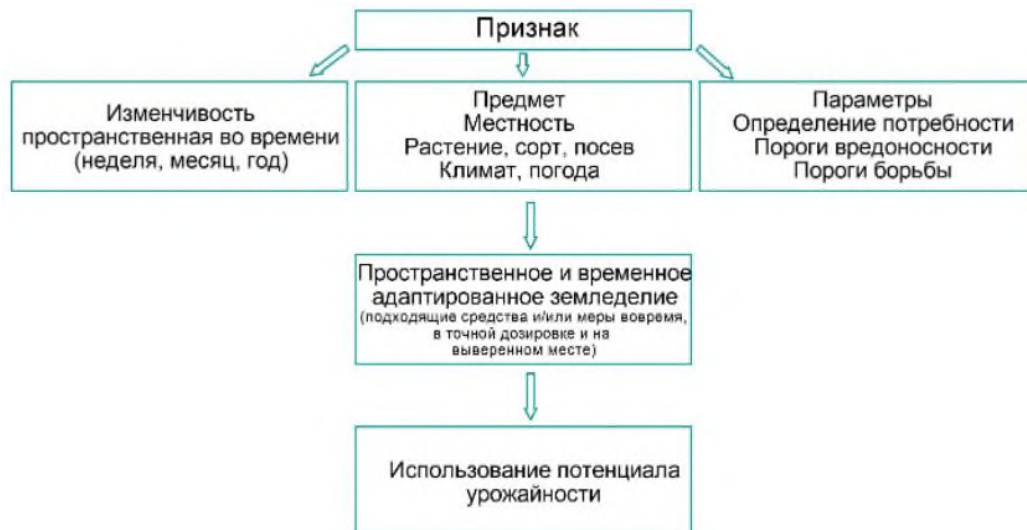 Признак
Изменчивость
пространственная во времени
(неделя, месяц, год)
Предмет
Местность
Растение, сорт, посев
Климат, погода
Параметры
Определение потребности
Пороги вредоносности
Пороги борьбы
Пространственное и временное
адаптированное земледелие
(подходящие средства и/или меры вовремя,
в точной дозировке и на
выверенном месте)
Использование потенциала
урожайности